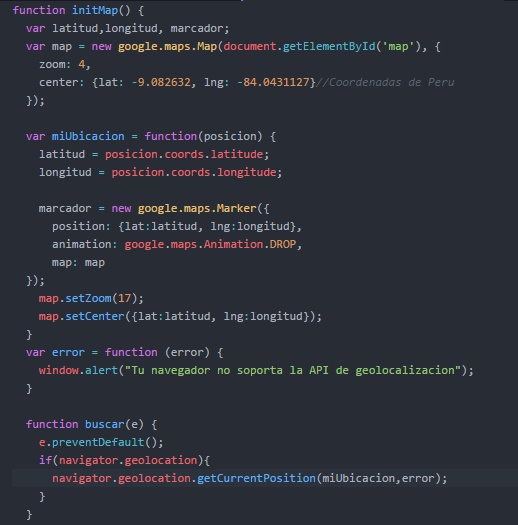 function initMap() {
  var latitud,longitud, marcador;
  var map = new google.maps.Map(document.getElementById('map'), {
    zoom: 4,
    center: {lat: -9.082632, lng: -84.0431127}//Coordenadas de Peru
  });

  var miUbicacion = function(posicion) {
    latitud = posicion.coords.latitude;
    longitud = posicion.coords.longitude;

    marcador = new google.maps.Marker({
      position: {lat:latitud, lng:longitud},
      animation: google.maps.Animation.DROP,
      map: map
  });
    map.setZoom(17);
    map.setCenter({lat:latitud, lng:longitud});
  }
  var error = function (error) {
    window.alert("Tu navegador no soporta la API de geolocalizacion");
  }

  function buscar(e) {
    e.preventDefault();
    if(navigator.geolocation){
      navigator.geolocation.getCurrentPosition(miUbicacion,error);
    }
  }